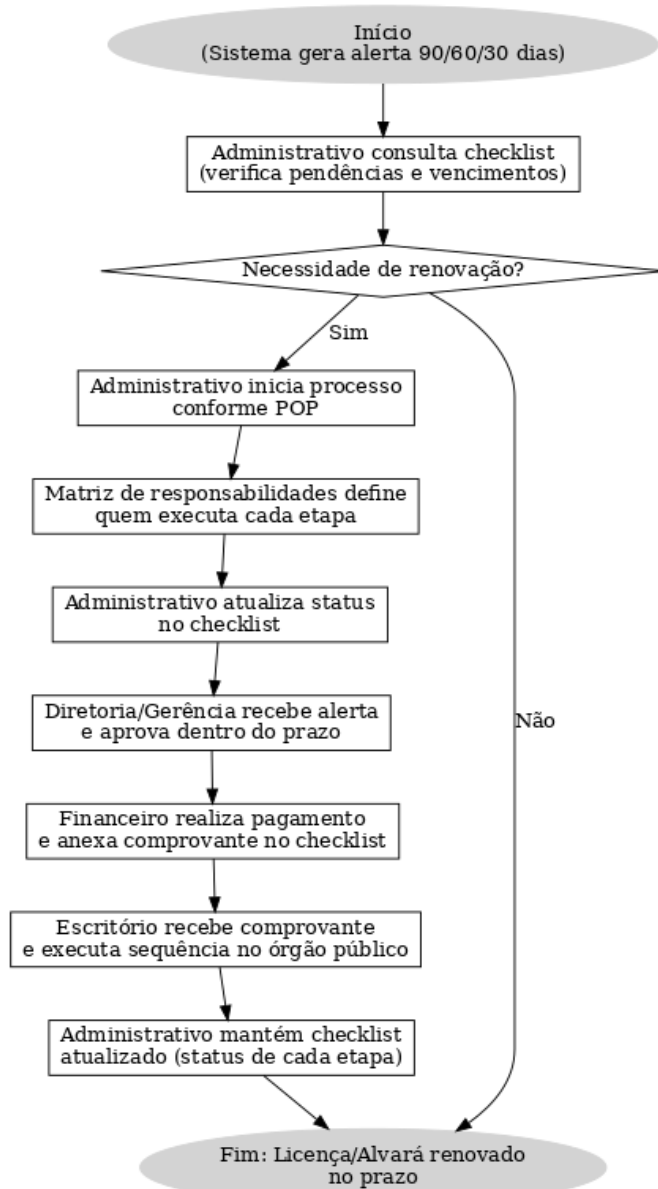 Início
(Sistema gera alerta 90/60/30 dias)
Administrativo consulta checklist
(verifica pendências e vencimentos)
Necessidade de renovação?
Sim
Administrativo inicia processo
conforme POP
Matriz de responsabilidades define
quem executa cada etapa
Administrativo atualiza status
no checklist
Diretoria/Gerência recebe alerta
e aprova dentro do prazo
Não
Financeiro realiza pagamento
e anexa comprovante no checklist
Escritório recebe comprovante
e executa sequência no órgão público
Administrativo mantém checklist
atualizado (status de cada etapa)
Fim: Licença/Alvará renovado
no prazo